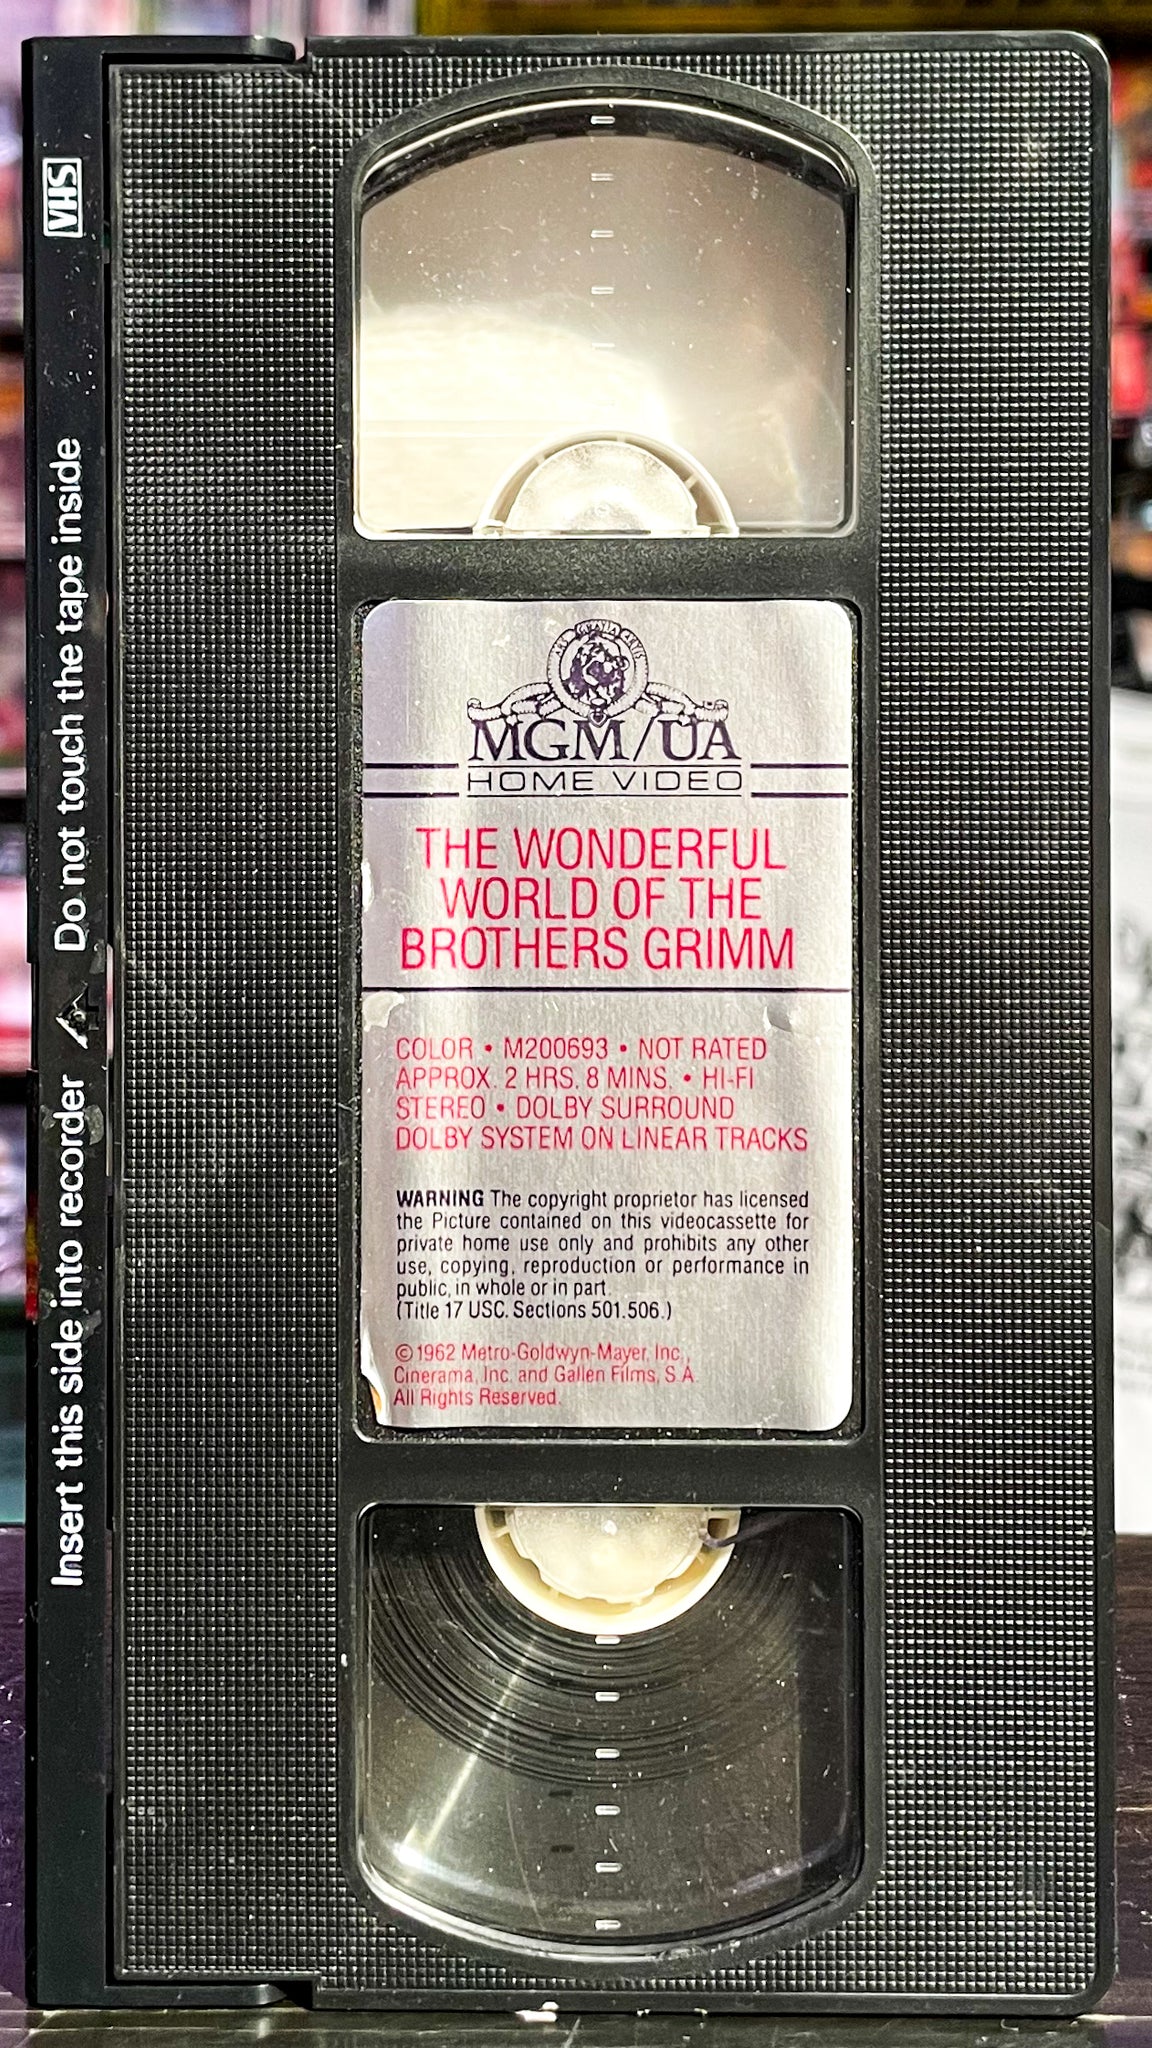 VHS
Insert this side into recorder Do not touch the tape inside
ARS GRATIA ARTIS
MGM/UA
HOME VIDEO
THE WONDERFUL
WORLD OF THE
BROTHERS GRIMM
COLOR • M200693 • NOT RATED
APPROX. 2 HRS. 8 MINS. • HI-FI
STEREO • DOLBY SURROUND
DOLBY SYSTEM ON LINEAR TRACKS
WARNING The copyright proprietor has licensed
the Picture contained on this videocassette for
private home use only and prohibits any other
use, copying, reproduction or performance in
public, in whole or in part.
(Title 17 USC. Sections 501.506.)
©1962 Metro-Goldwyn-Mayer, Inc.,
Cinerama, Inc. and Gallen Films, S.A.
All Rights Reserved.